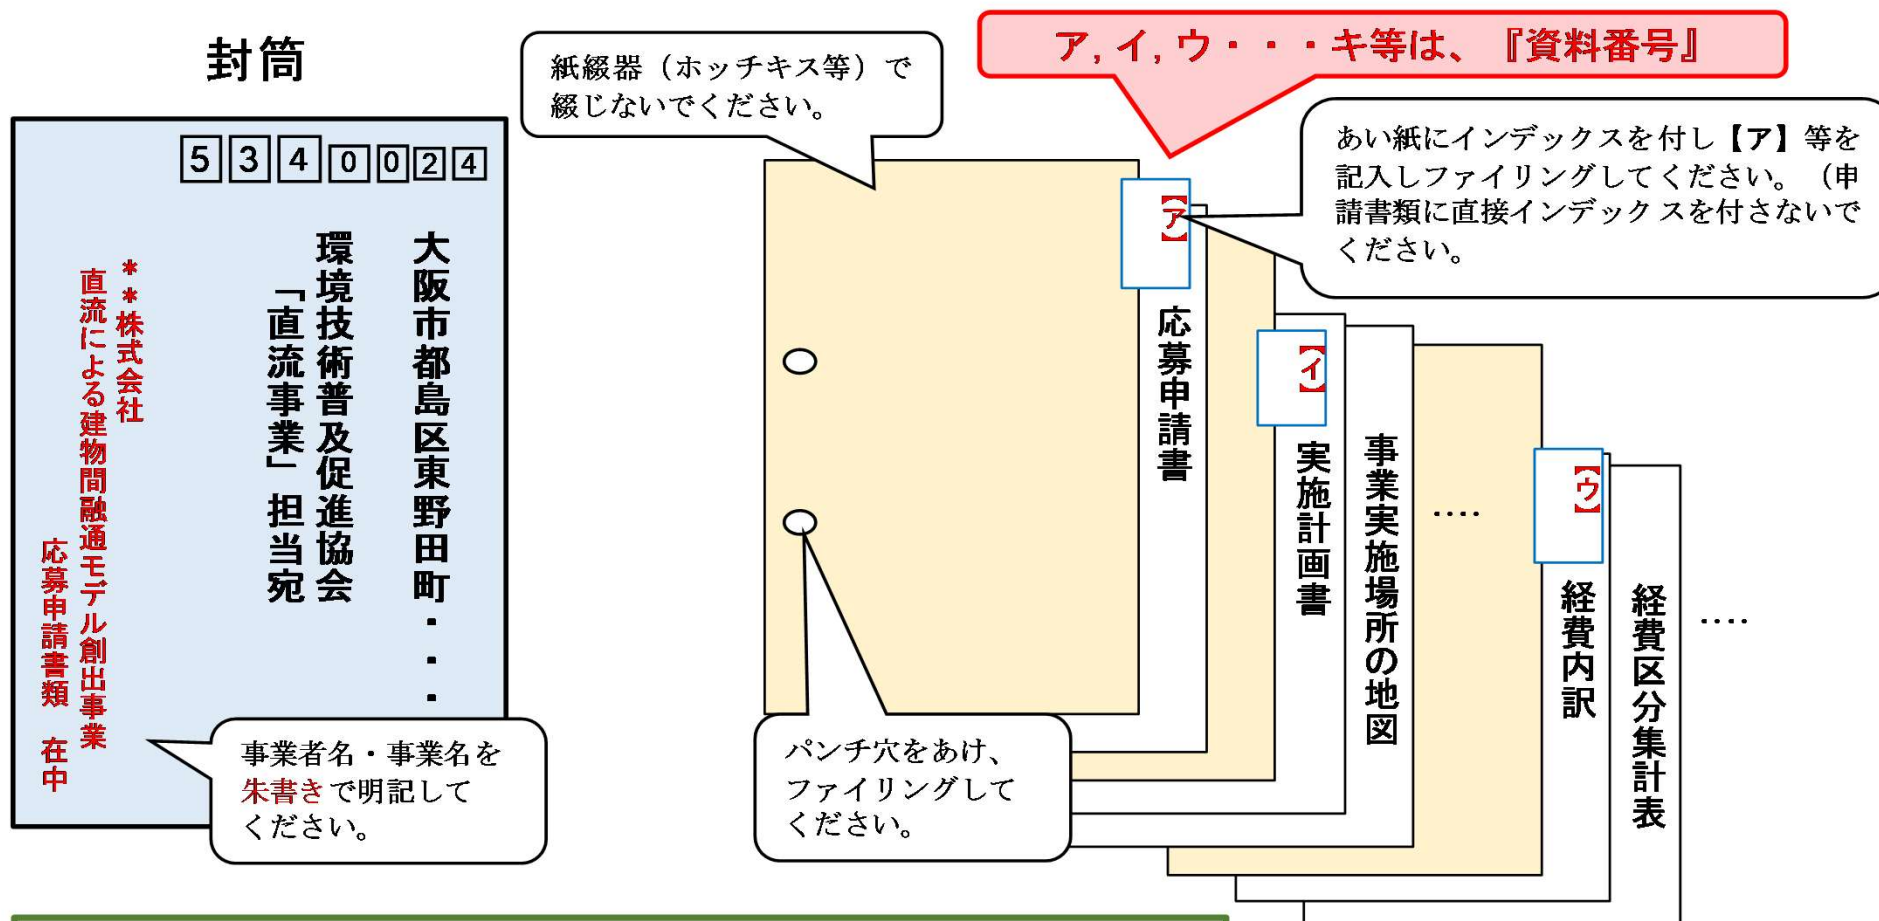 封筒
5340024
大阪市都島区東野田町・・・
環境技術普及促進協会
「直流事業」担当宛
**株式会社
直流による建物間融通モデル創出事業
応募申請書類 在中
事業者名・事業名を
朱書きで明記して
ください。
紙綴器（ホッチキス等）で
綴じないでください。
ア,イ,ウ・・・キ等は、『資料番号』
あい紙にインデックスを付し【ア】等を
記入しファイリングしてください。（申
請書類に直接インデックスを付さないで
ください。
【ア】
応募申請書
【イ】
実施計画書
事業実施場所の地図
‥‥
【ウ】
経費内訳
経費区分集計表
‥‥
パンチ穴をあけ、
ファイリングして
ください。